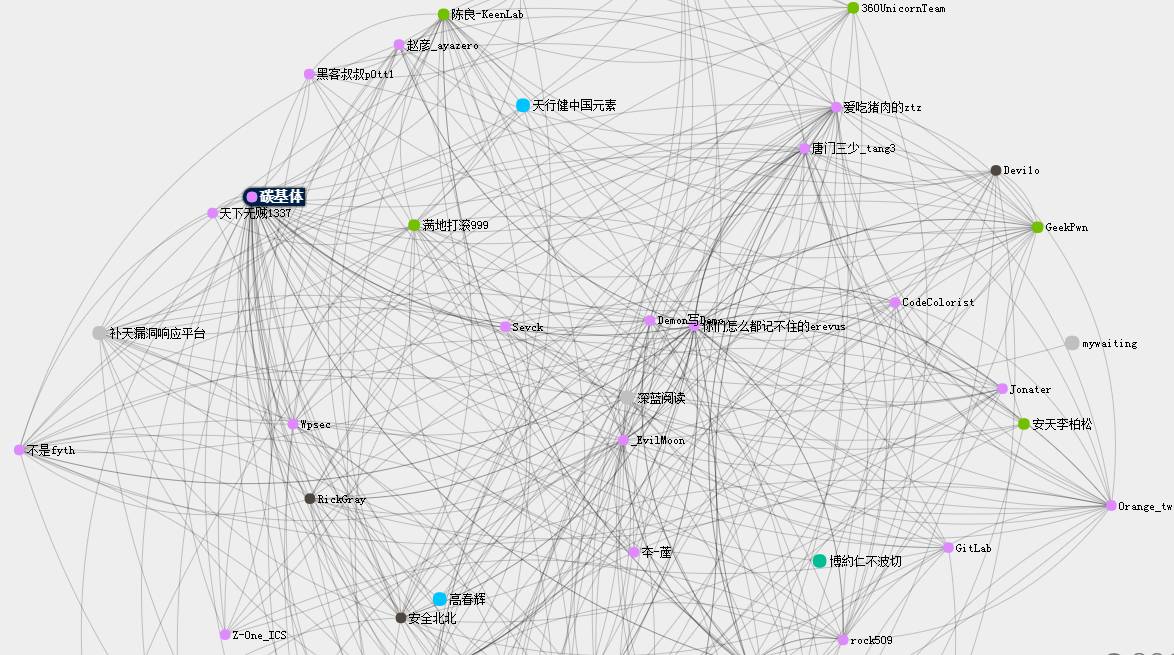 陈良-KeenLab
360UnicornTeam
赵彦_ayazero
黑客叔叔p0tt1
天行健中国元素
爱吃猪肉的ztz
唐门三少_tang3
Devi1o
碳基体
天下无贼1337
满地打滚999
GeekPwn
CodeColorist
Demon写Demo
你们怎么都记不住的erevus
Sevck
补天漏洞响应平台
mywaiting
Jonater
深蓝阅读
Wpsec
安天李柏松
_EvilMoon
不是fyth
RickGray
Orange_tw
GitLab
博約仁不波切
高春辉
安全北北
Z-One_ICS
rock509